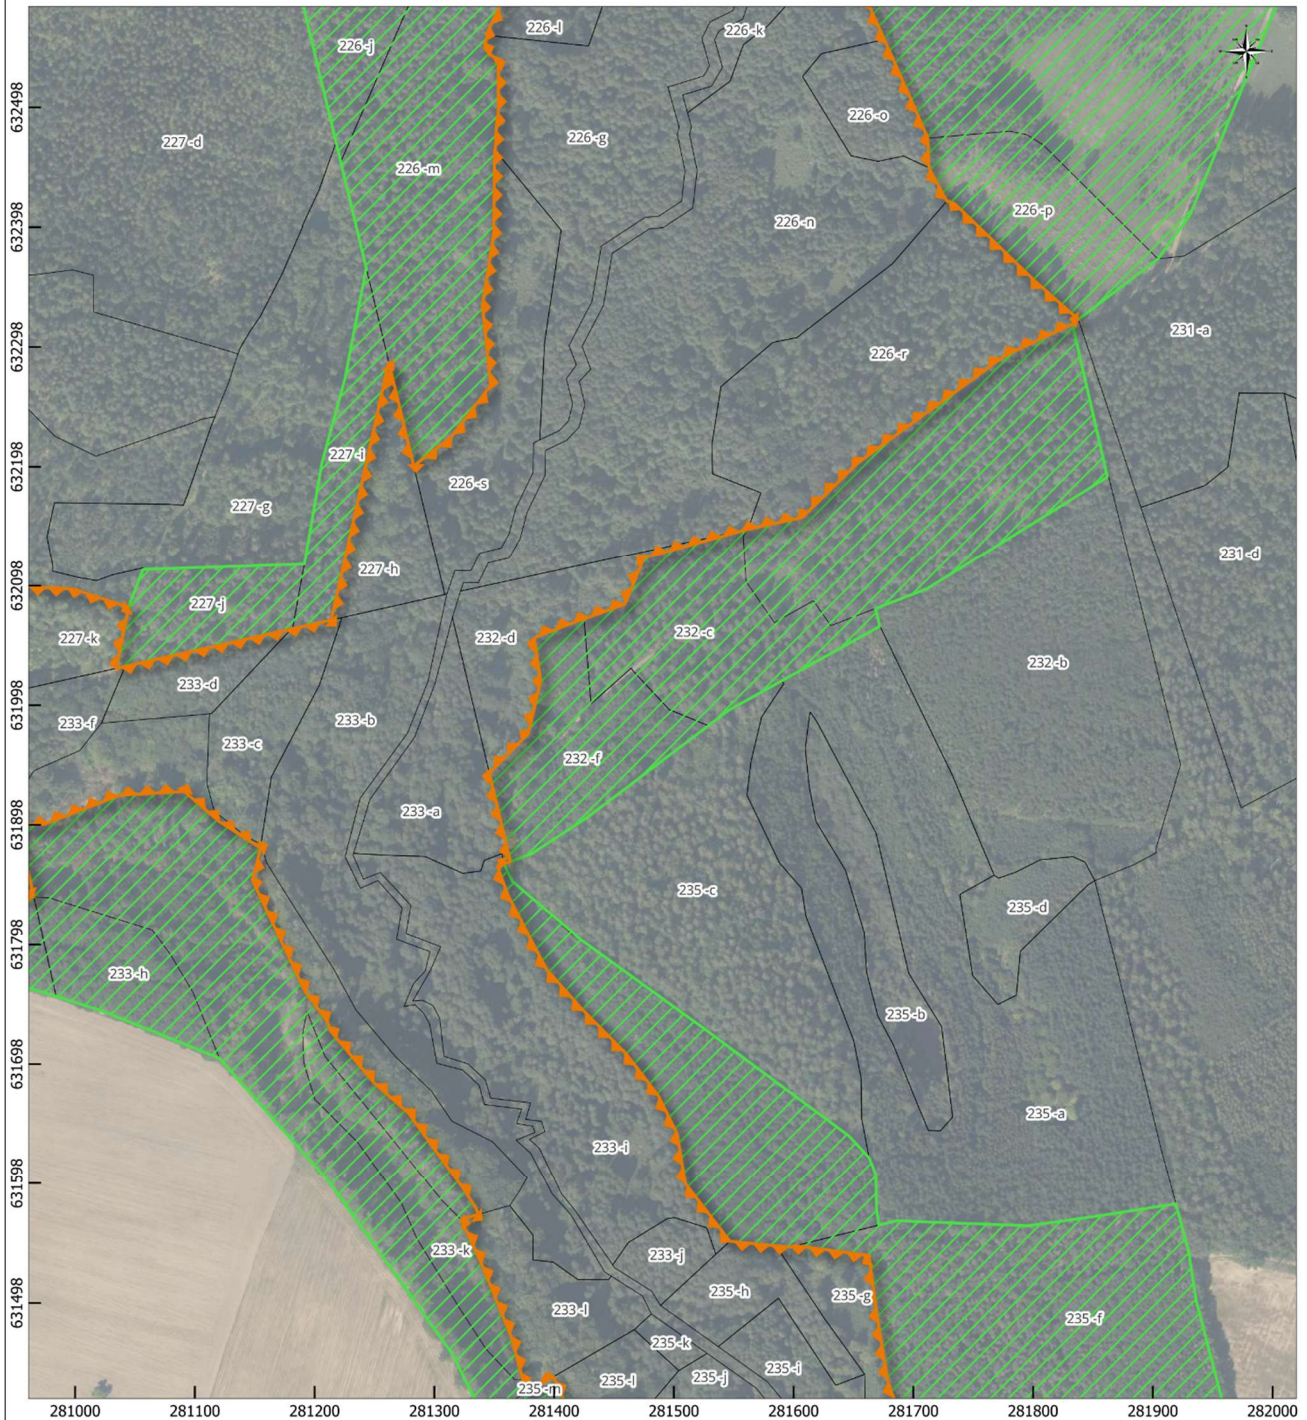 226 -l
226 -k
226 -j
632498
226 -o
226 -g
227 -d
226 -m
226 -p
226 -n
632398
231 -a
632298
226 -r
227 -i
632198
226 -s
227 -g
231 -d
227 -h
632098
227 -j
232 -c
227 -k
232 -d
232 -b
233 -d
631998
233 -b
233 -f
233 -c
232 -f
233 -a
631898
235 -c
235 -d
631798
233 -h
235 -b
631698
235 -a
233 -i
631598
233 -k
233 -j
235 -h
235 -g
631498
233 -l
235 -f
235 -k
235 -i
235 -j
235 -l
235 -m
281000 281100 281200 281300 281400 281500 281600 281700 281800 281900 282000